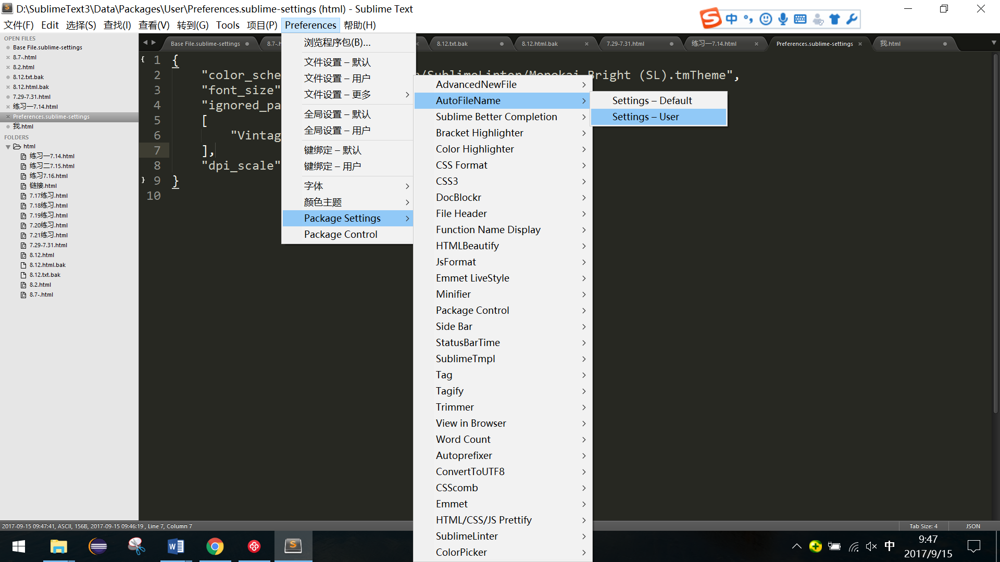 D:\SublimeText3\Data\Packages\User\Preferences.sublime-settings (html) - Sublime Text
文件(F) Edit 选择(S) 查找(I) 查看(V) 转到(G) Tools 项目(P) Preferences 帮助(H)
中
OPEN FILES
Base File.sublime-settings
8.7-.html
8.2.html
8.12.txt.bak
8.12.html.bak
7.29-7.31.html
练习一7.14.html
Preferences.sublime-settings
我.html
FOLDERS
html
练习一7.14.html
练习二7.15.html
练习7.16.html
链接.html
7.17练习.html
7.18练习.html
7.19练习.html
7.20练习.html
7.21练习.html
7.29-7.31.html
8.12.html
8.12.html.bak
8.12.txt.bak
8.2.html
8.7-.html
Base File.sublime-settings 8.7-.h 8.12.txt.bak 8.12.html.bak 7.29-7.31.html 练习一7.14.html Preferences.sublime-settings 我.html
1 {
2 "color_sche /SublimeLinter/Monokai Bright (SL).tmTheme",
3 "font_size"
4 "ignored_pa
5 [
6 "Vintag
7 ],
8 "dpi_scale"
9 }
10
浏览程序包(B)...
文件设置 – 默认
文件设置 – 用户
文件设置 – 更多
全局设置 – 默认
全局设置 – 用户
键绑定 – 默认
键绑定 – 用户
字体
颜色主题
Package Settings
Package Control
AdvancedNewFile
AutoFileName
Sublime Better Completion
Bracket Highlighter
Color Highlighter
CSS Format
CSS3
DocBlockr
File Header
Function Name Display
HTMLBeautify
JsFormat
Emmet LiveStyle
Minifier
Package Control
Side Bar
StatusBarTime
SublimeTmpl
Tag
Tagify
Trimmer
View in Browser
Word Count
Autoprefixer
ConvertToUTF8
CSScomb
Emmet
HTML/CSS/JS Prettify
SublimeLinter
ColorPicker
Settings – Default
Settings – User
2017-09-15 09:47:41, ASCII, 156B, 2017-09-15 09:46:19 , Line 7, Column 7
Tab Size: 4 JSON
中
9:47
2017/9/15